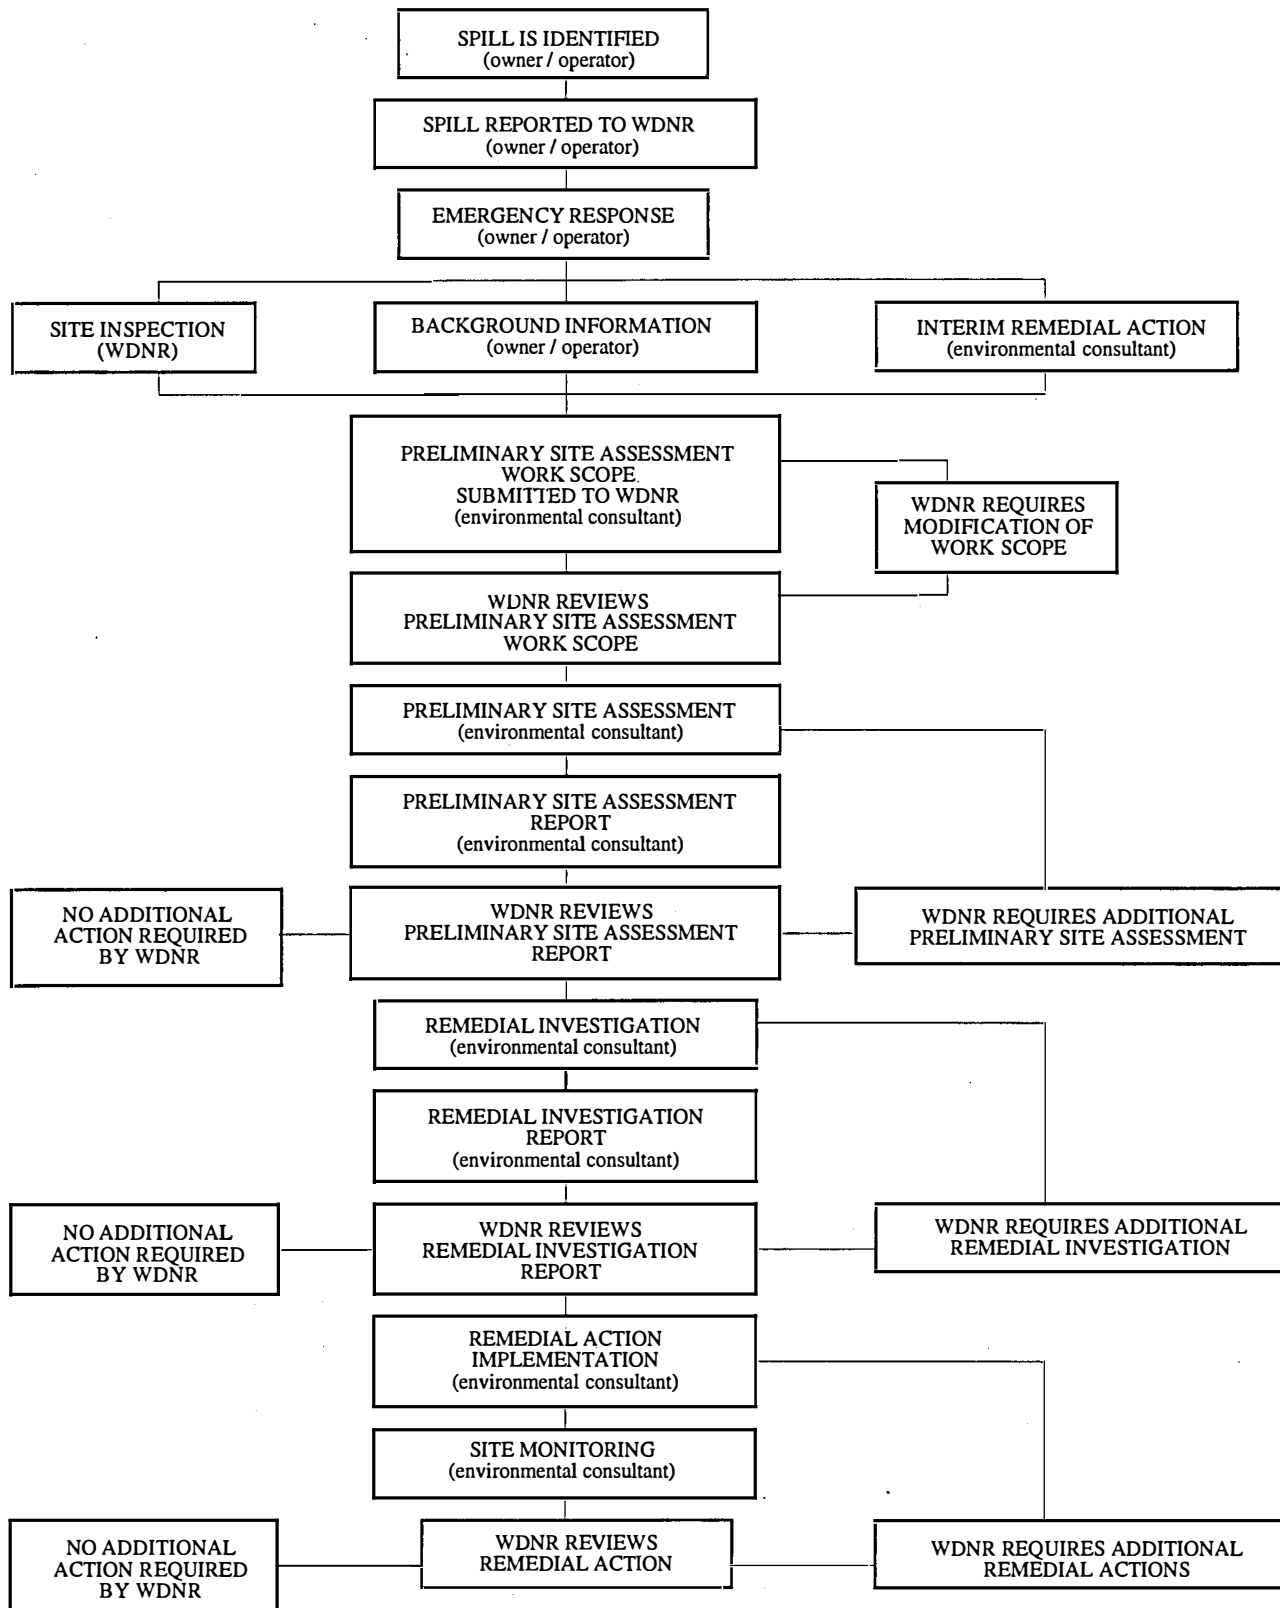 SPILL IS IDENTIFIED
(owner / operator)
SPILL REPORTED TO WDNR
(owner / operator)
EMERGENCY RESPONSE
(owner / operator)
SITE INSPECTION
(WDNR)
BACKGROUND INFORMATION
(owner / operator)
INTERIM REMEDIAL ACTION
(environmental consultant)
PRELIMINARY SITE ASSESSMENT
WORK SCOPE
SUBMITTED TO WDNR
(environmental consultant)
WDNR REQUIRES
MODIFICATION OF
WORK SCOPE
WDNR REVIEWS
PRELIMINARY SITE ASSESSMENT
WORK SCOPE
PRELIMINARY SITE ASSESSMENT
(environmental consultant)
PRELIMINARY SITE ASSESSMENT
REPORT
(environmental consultant)
NO ADDITIONAL
ACTION REQUIRED
BY WDNR
WDNR REVIEWS
PRELIMINARY SITE ASSESSMENT
REPORT
WDNR REQUIRES ADDITIONAL
PRELIMINARY SITE ASSESSMENT
REMEDIAL INVESTIGATION
(environmental consultant)
REMEDIAL INVESTIGATION
REPORT
(environmental consultant)
NO ADDITIONAL
ACTION REQUIRED
BY WDNR
WDNR REVIEWS
REMEDIAL INVESTIGATION
REPORT
WDNR REQUIRES ADDITIONAL
REMEDIAL INVESTIGATION
REMEDIAL ACTION
IMPLEMENTATION
(environmental consultant)
SITE MONITORING
(environmental consultant)
NO ADDITIONAL
ACTION REQUIRED
BY WDNR
WDNR REVIEWS
REMEDIAL ACTION
WDNR REQUIRES ADDITIONAL
REMEDIAL ACTIONS